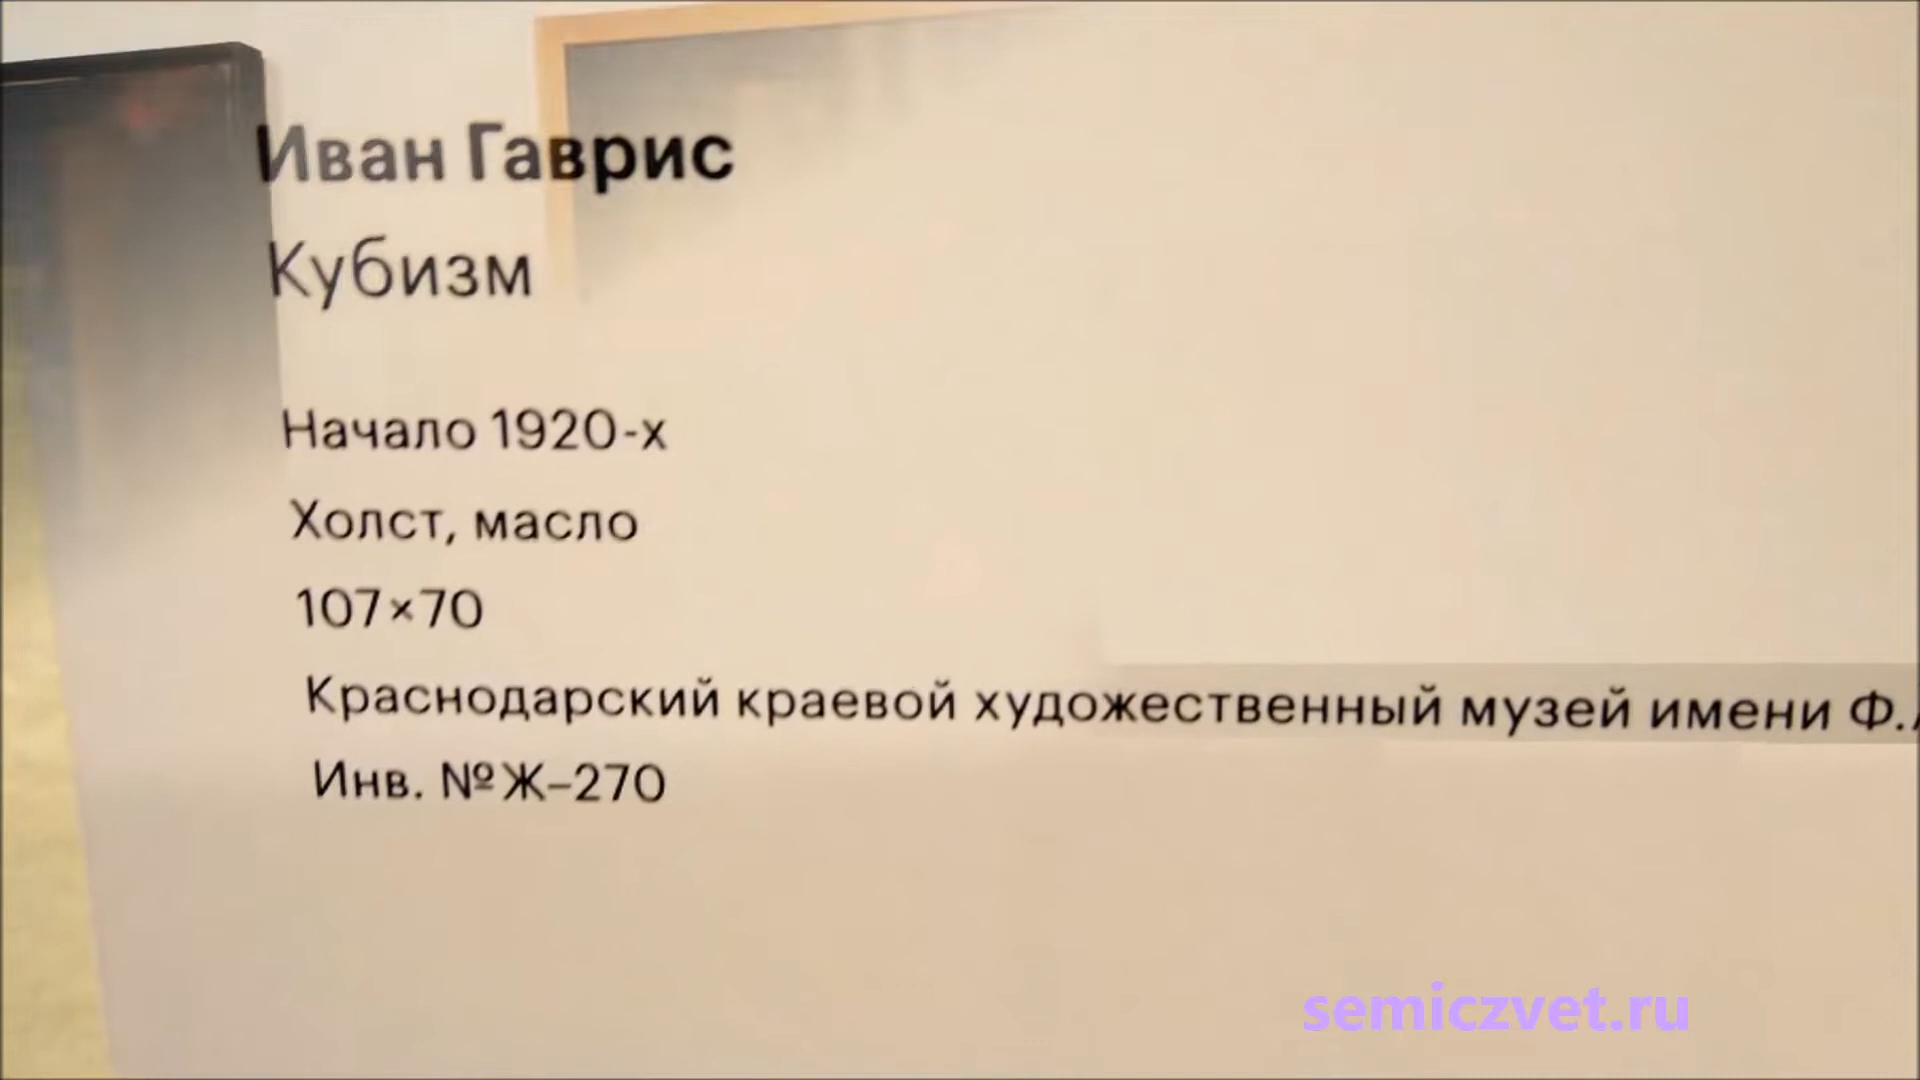 Иван Гаврис
Кубизм
Начало 1920-х
Холст, масло
107×70
Краснодарский краевой художественный музей имени Ф.
Инв. №Ж–270
semiczvet.ru